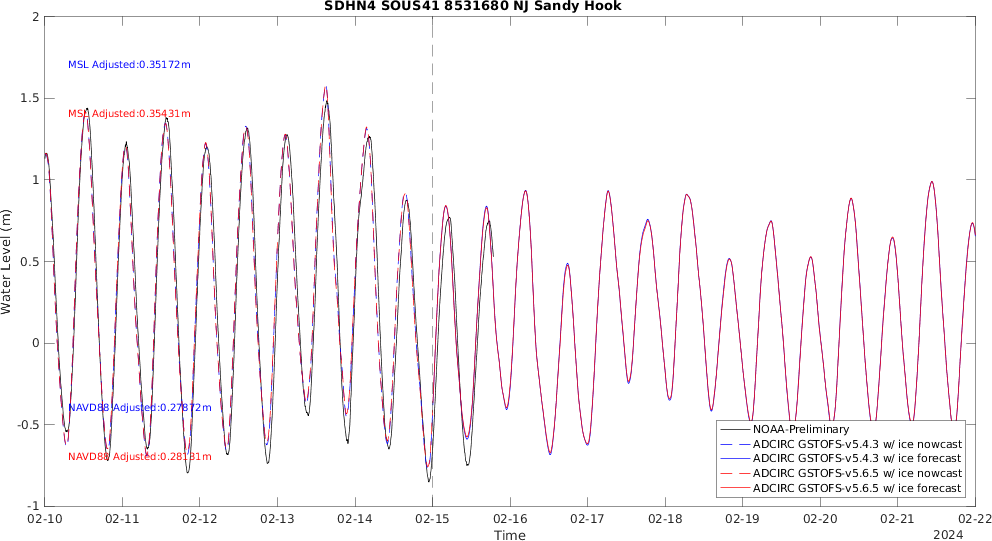 SDHN4 SOUS41 8531680 NJ Sandy Hook
2
1.5
1
0.5
0
-0.5
-1
Water Level (m)
MSL Adjusted:0.35172m
MSL Adjusted:0.35431m
NAVD88 Adjusted:0.27872m
NAVD88 Adjusted:0.28131m
NOAA-Preliminary
ADCIRC GSTOFS-v5.4.3 w/ ice nowcast
ADCIRC GSTOFS-v5.4.3 w/ ice forecast
ADCIRC GSTOFS-v5.6.5 w/ ice nowcast
ADCIRC GSTOFS-v5.6.5 w/ ice forecast
02-10 02-11 02-12 02-13 02-14 02-15 02-16 02-17 02-18 02-19 02-20 02-21 02-22
Time
2024